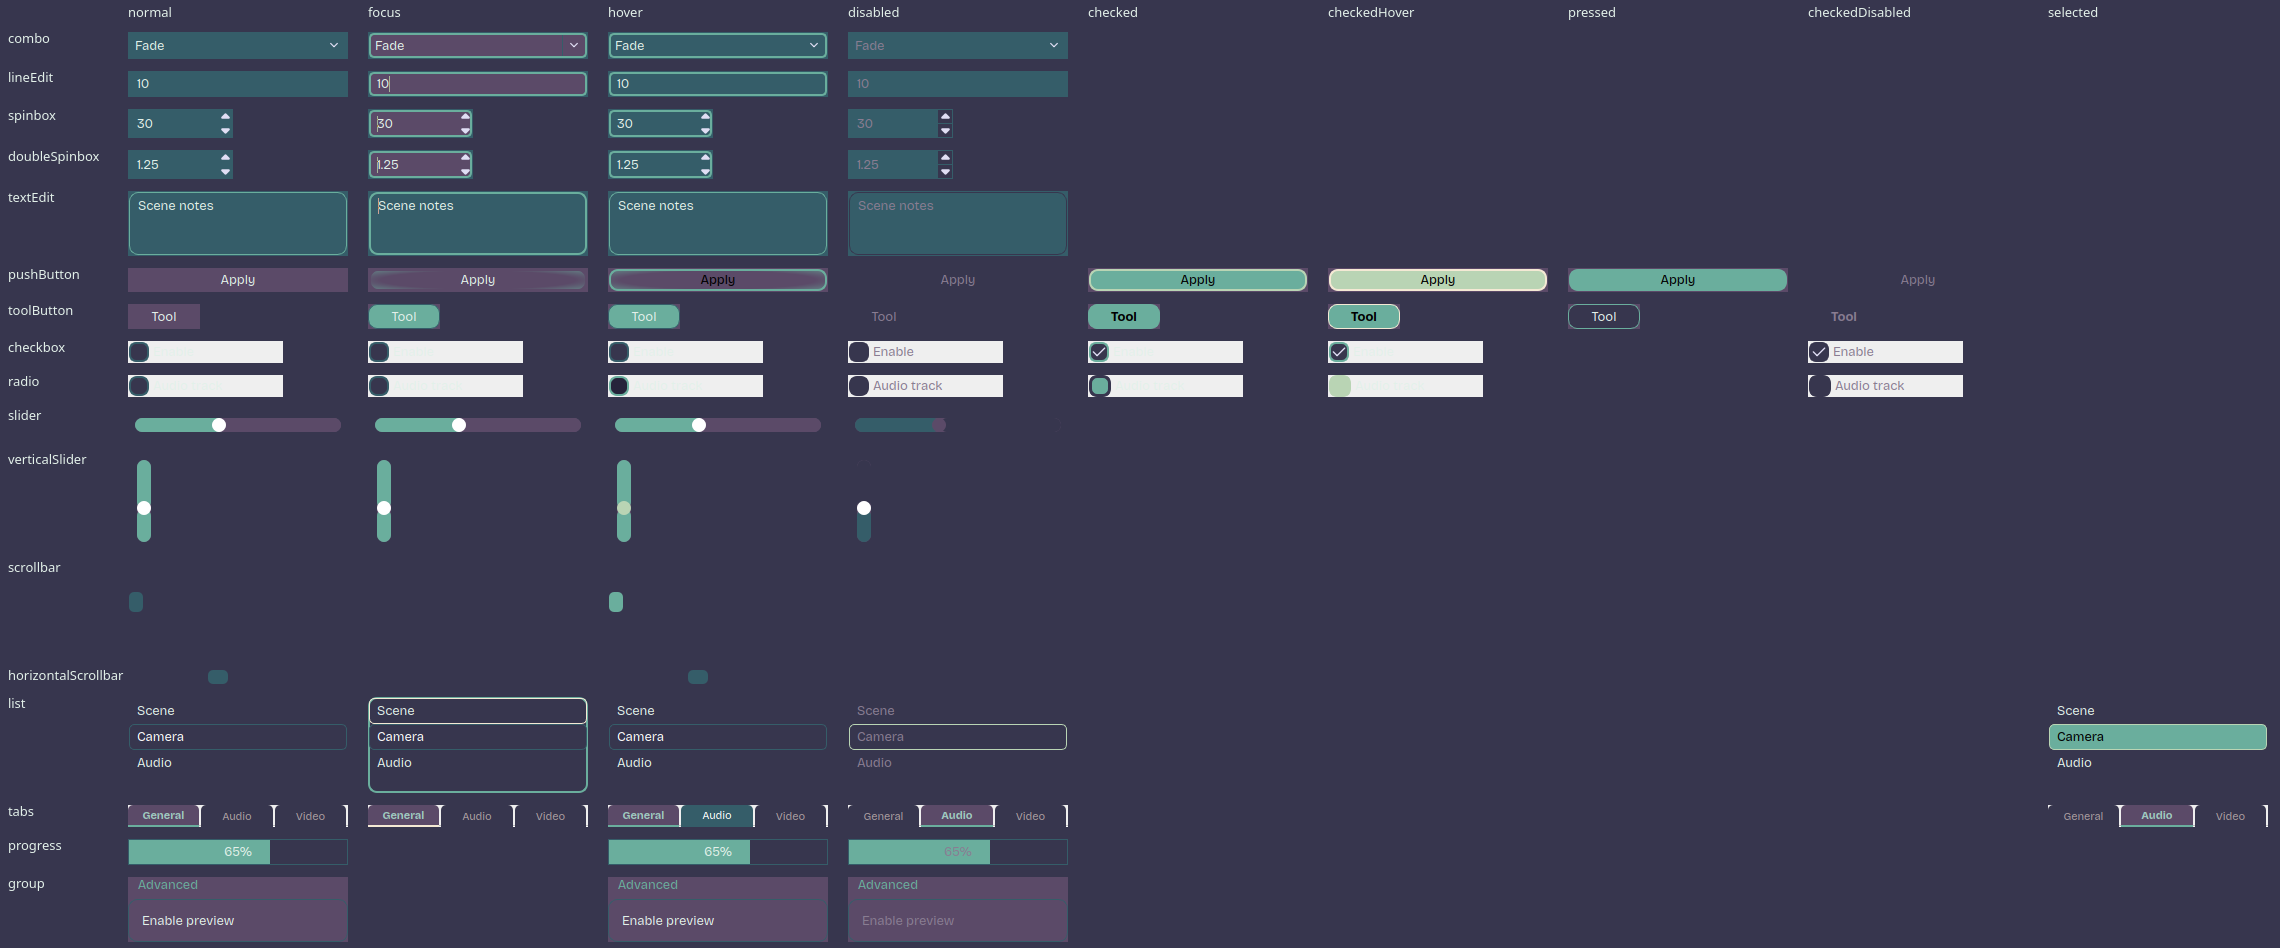 normal focus hover disabled checked checkedHover pressed checkedDisabled selected
combo Fade Fade Fade Fade
lineEdit 10 10 10 10
spinbox 30 30 30 30
doubleSpinbox 1.25 1.25 1.25 1.25
textEdit Scene notes Scene notes Scene notes Scene notes
pushButton Apply Apply Apply Apply Apply Apply Apply Apply
toolButton Tool Tool Tool Tool Tool Tool Tool Tool
checkbox Enable Enable
radio Audio track Audio track
slider
verticalSlider
scrollbar
horizontalScrollbar
list Scene Scene Scene Scene Scene
Camera Camera Camera Camera Camera
Audio Audio Audio Audio Audio
tabs General Audio Video General Audio Video General Audio Video General Audio Video General Audio Video
progress 65% 65% 65%
group Advanced Advanced Advanced
Enable preview Enable preview Enable preview